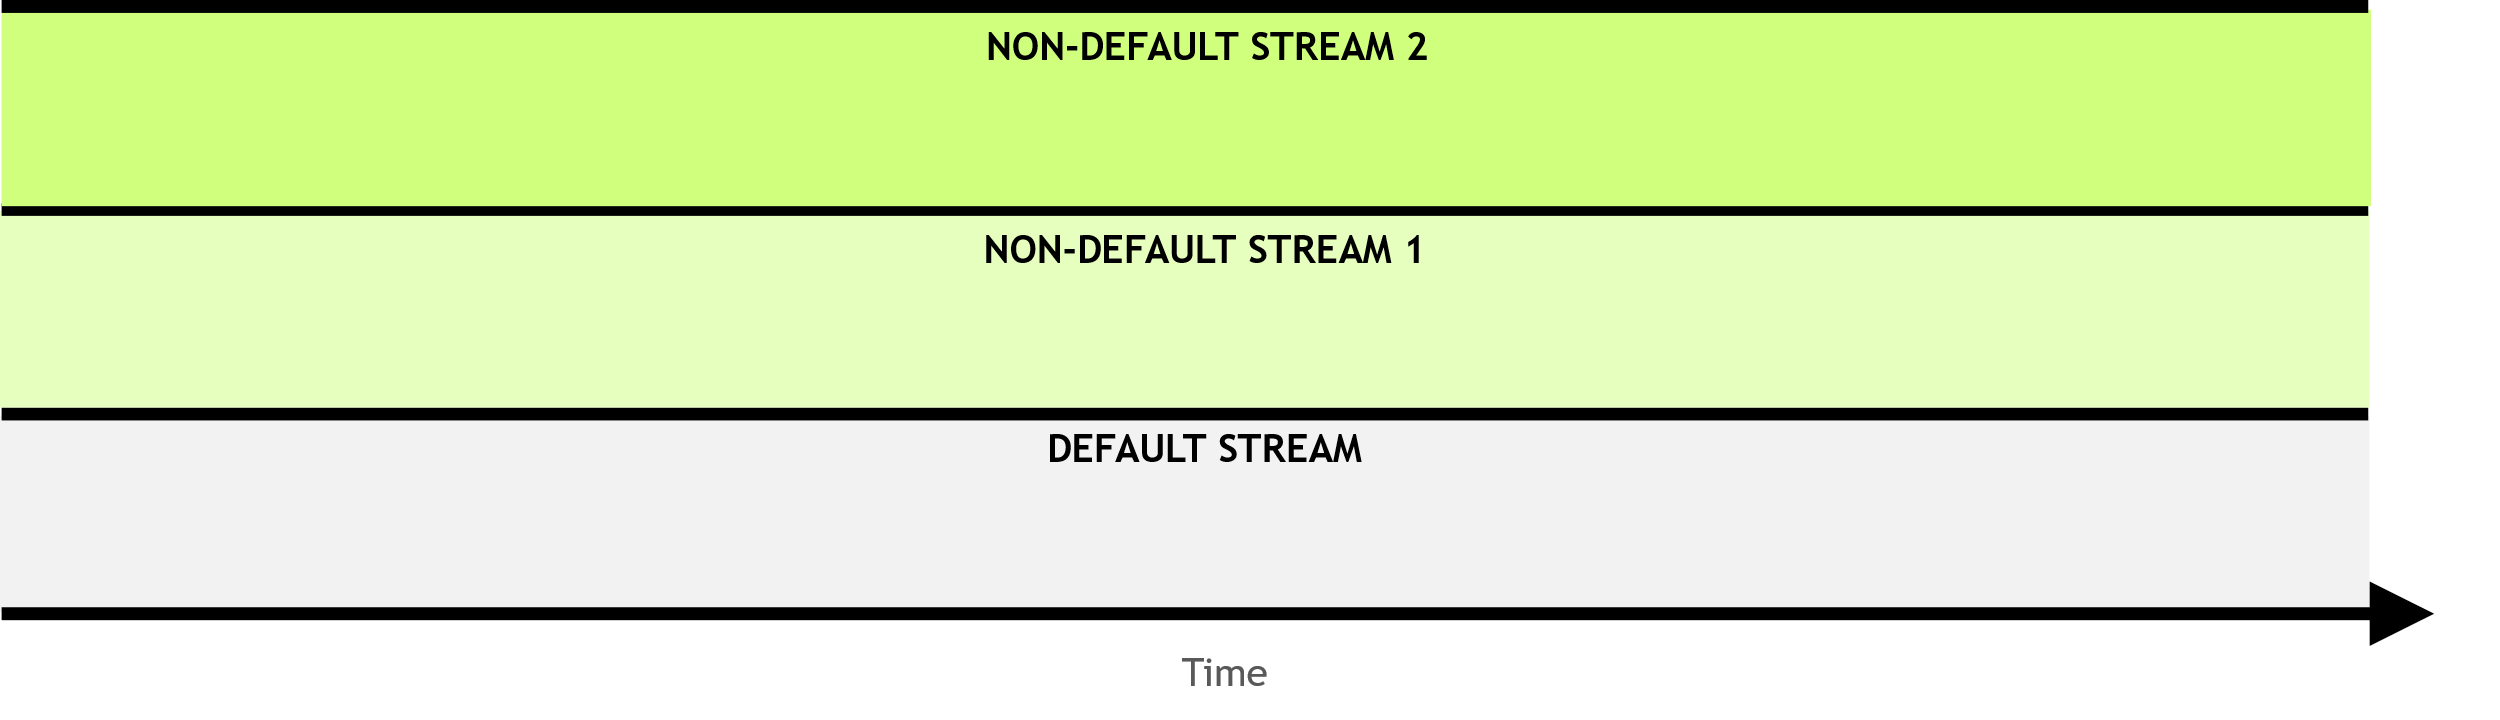 NON-DEFAULT STREAM 2
NON-DEFAULT STREAM 1
DEFAULT STREAM
Time